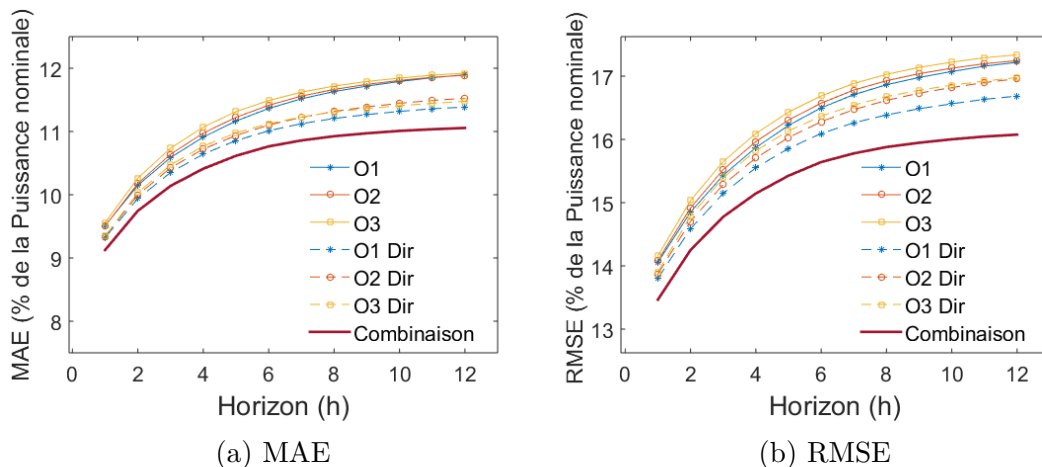 MAE (% de la Puissance nominale)
12
11
10
9
8
0
2
4
6
8
10
12
Horizon (h)
O1
O2
O3
O1 Dir
O2 Dir
O3 Dir
Combinaison
(a) MAE
RMSE (% de la Puissance nominale)
17
16
15
14
13
0
2
4
6
8
10
12
Horizon (h)
O1
O2
O3
O1 Dir
O2 Dir
O3 Dir
Combinaison
(b) RMSE